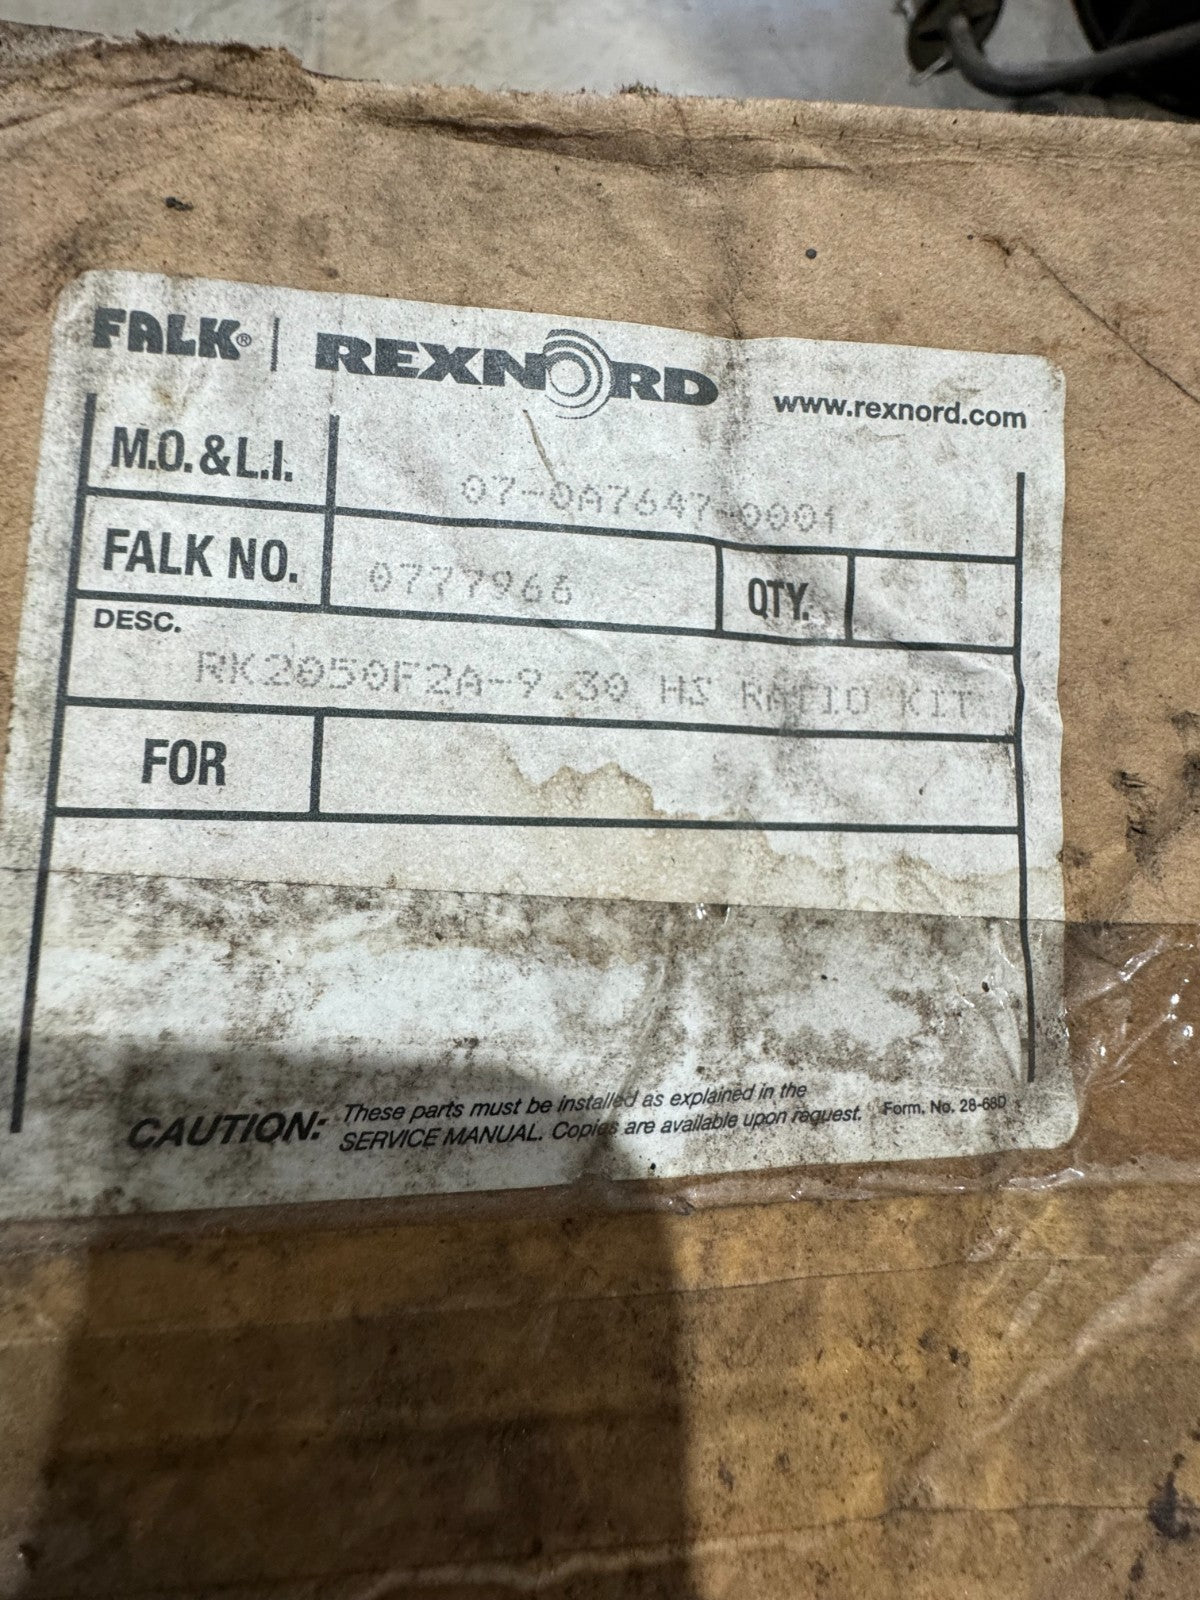 FALK® | REXNORD www.rexnord.com
M.O. & L.I. 07-0A7647-0001
FALK NO. 0777966 QTY.
DESC.
RK2050F2A-9.30 HS RATIO KIT
FOR
CAUTION: These parts must be installed as explained in the
SERVICE MANUAL. Copies are available upon request. Form. No. 28-68D